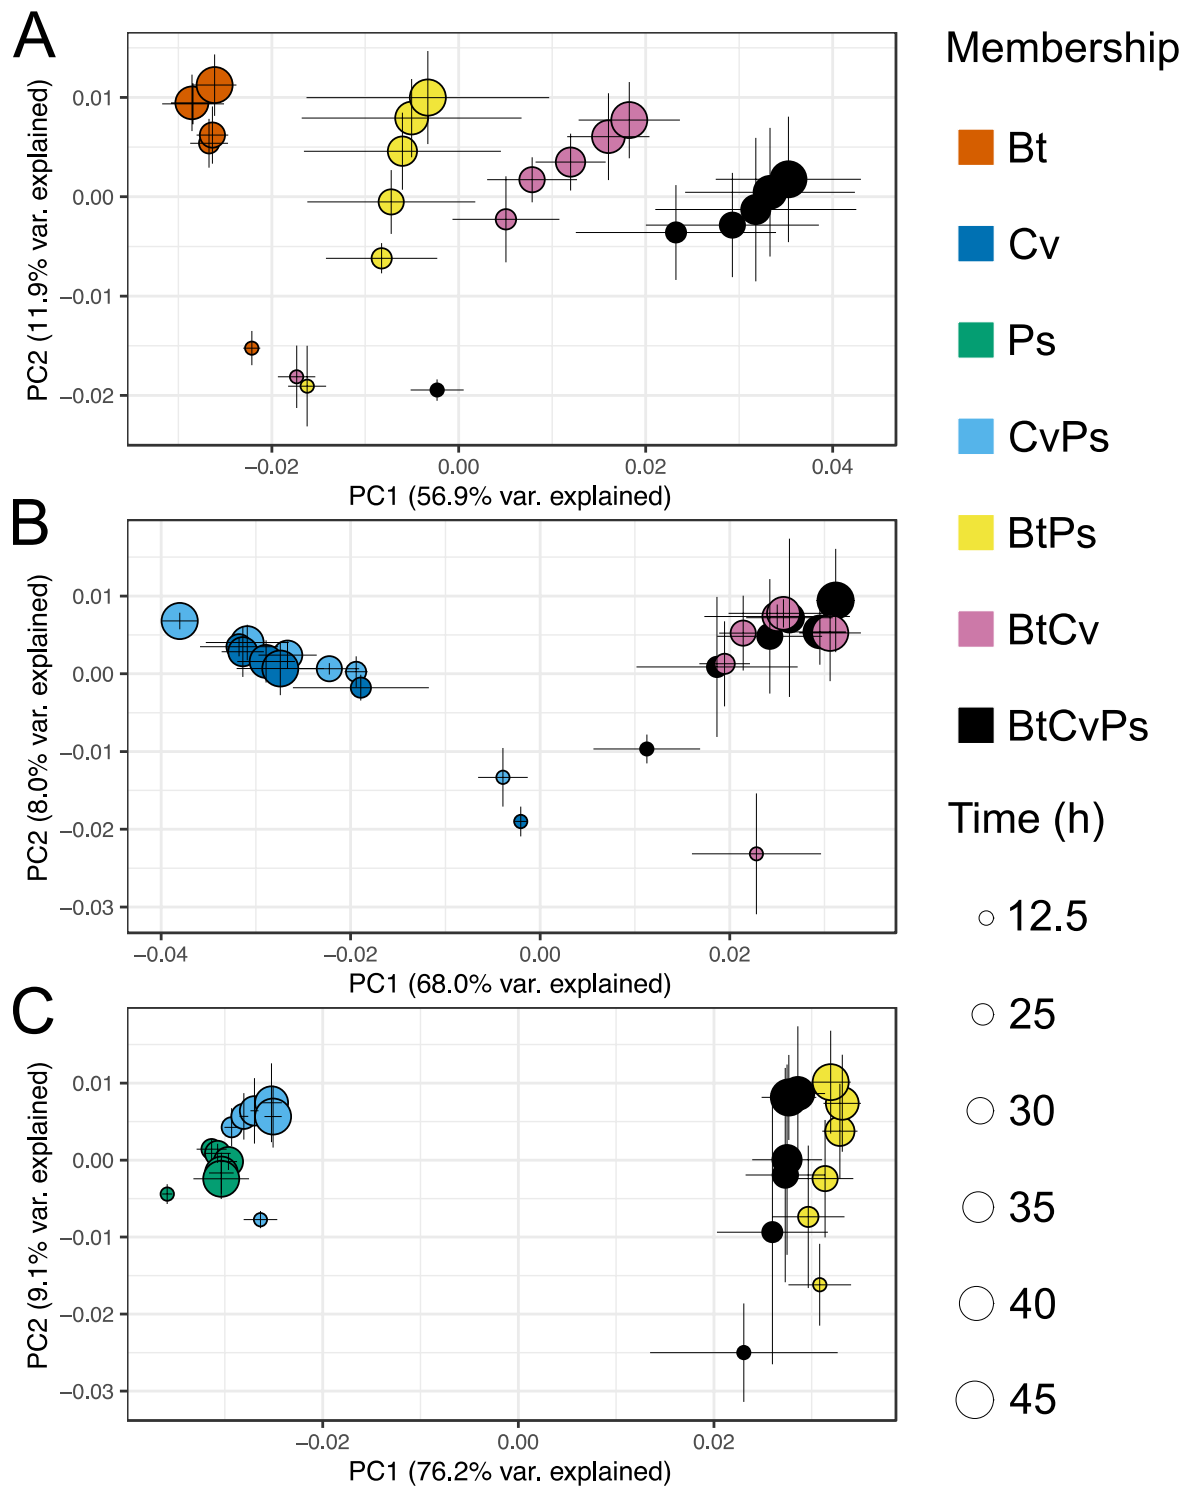 A
PC2 (11.9% var. explained)
0.01
0.00
−0.01
−0.02
−0.02
0.00
0.02
0.04
PC1 (56.9% var. explained)
B
PC2 (8.0% var. explained)
0.01
0.00
−0.01
−0.02
−0.03
−0.04
−0.02
0.00
0.02
PC1 (68.0% var. explained)
C
PC2 (9.1% var. explained)
0.01
0.00
−0.01
−0.02
−0.03
−0.02
0.00
0.02
PC1 (76.2% var. explained)
Membership
Bt
Cv
Ps
CvPs
BtPs
BtCv
BtCvPs
Time (h)
12.5
25
30
35
40
45